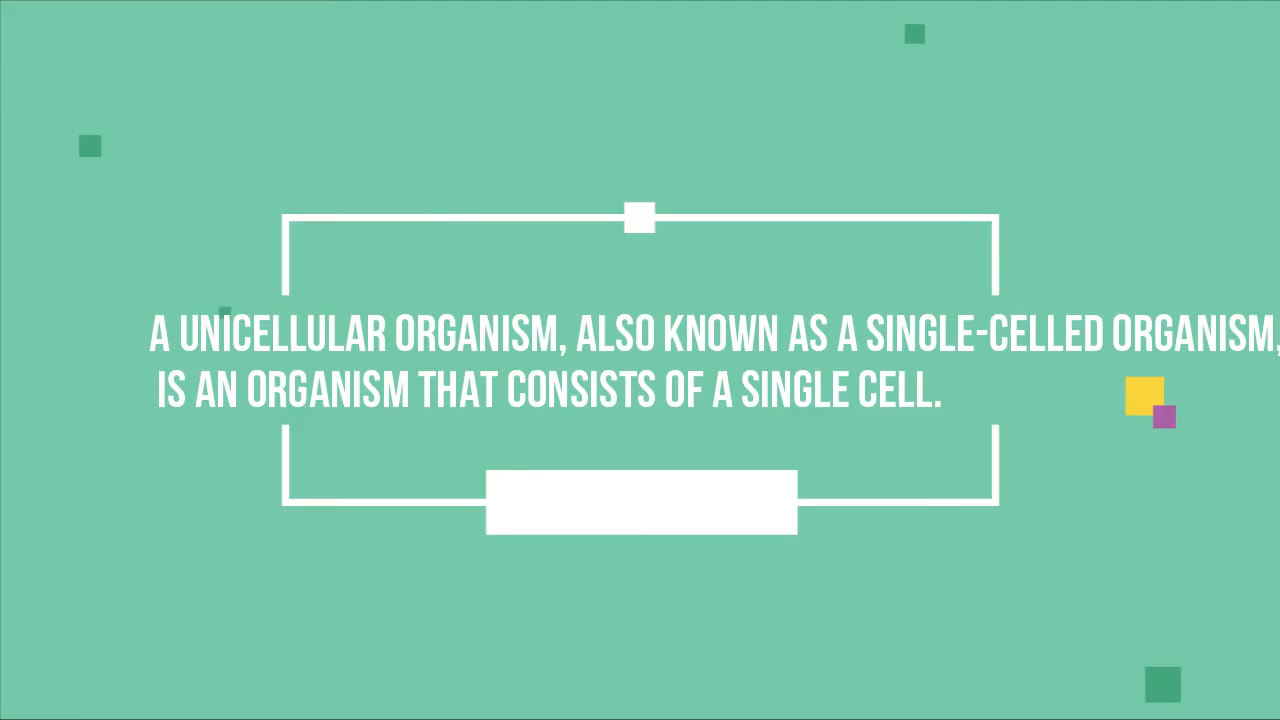 A UNICELLULAR ORGANISM, ALSO KNOWN AS A SINGLE-CELLED ORGANISM,
IS AN ORGANISM THAT CONSISTS OF A SINGLE CELL.